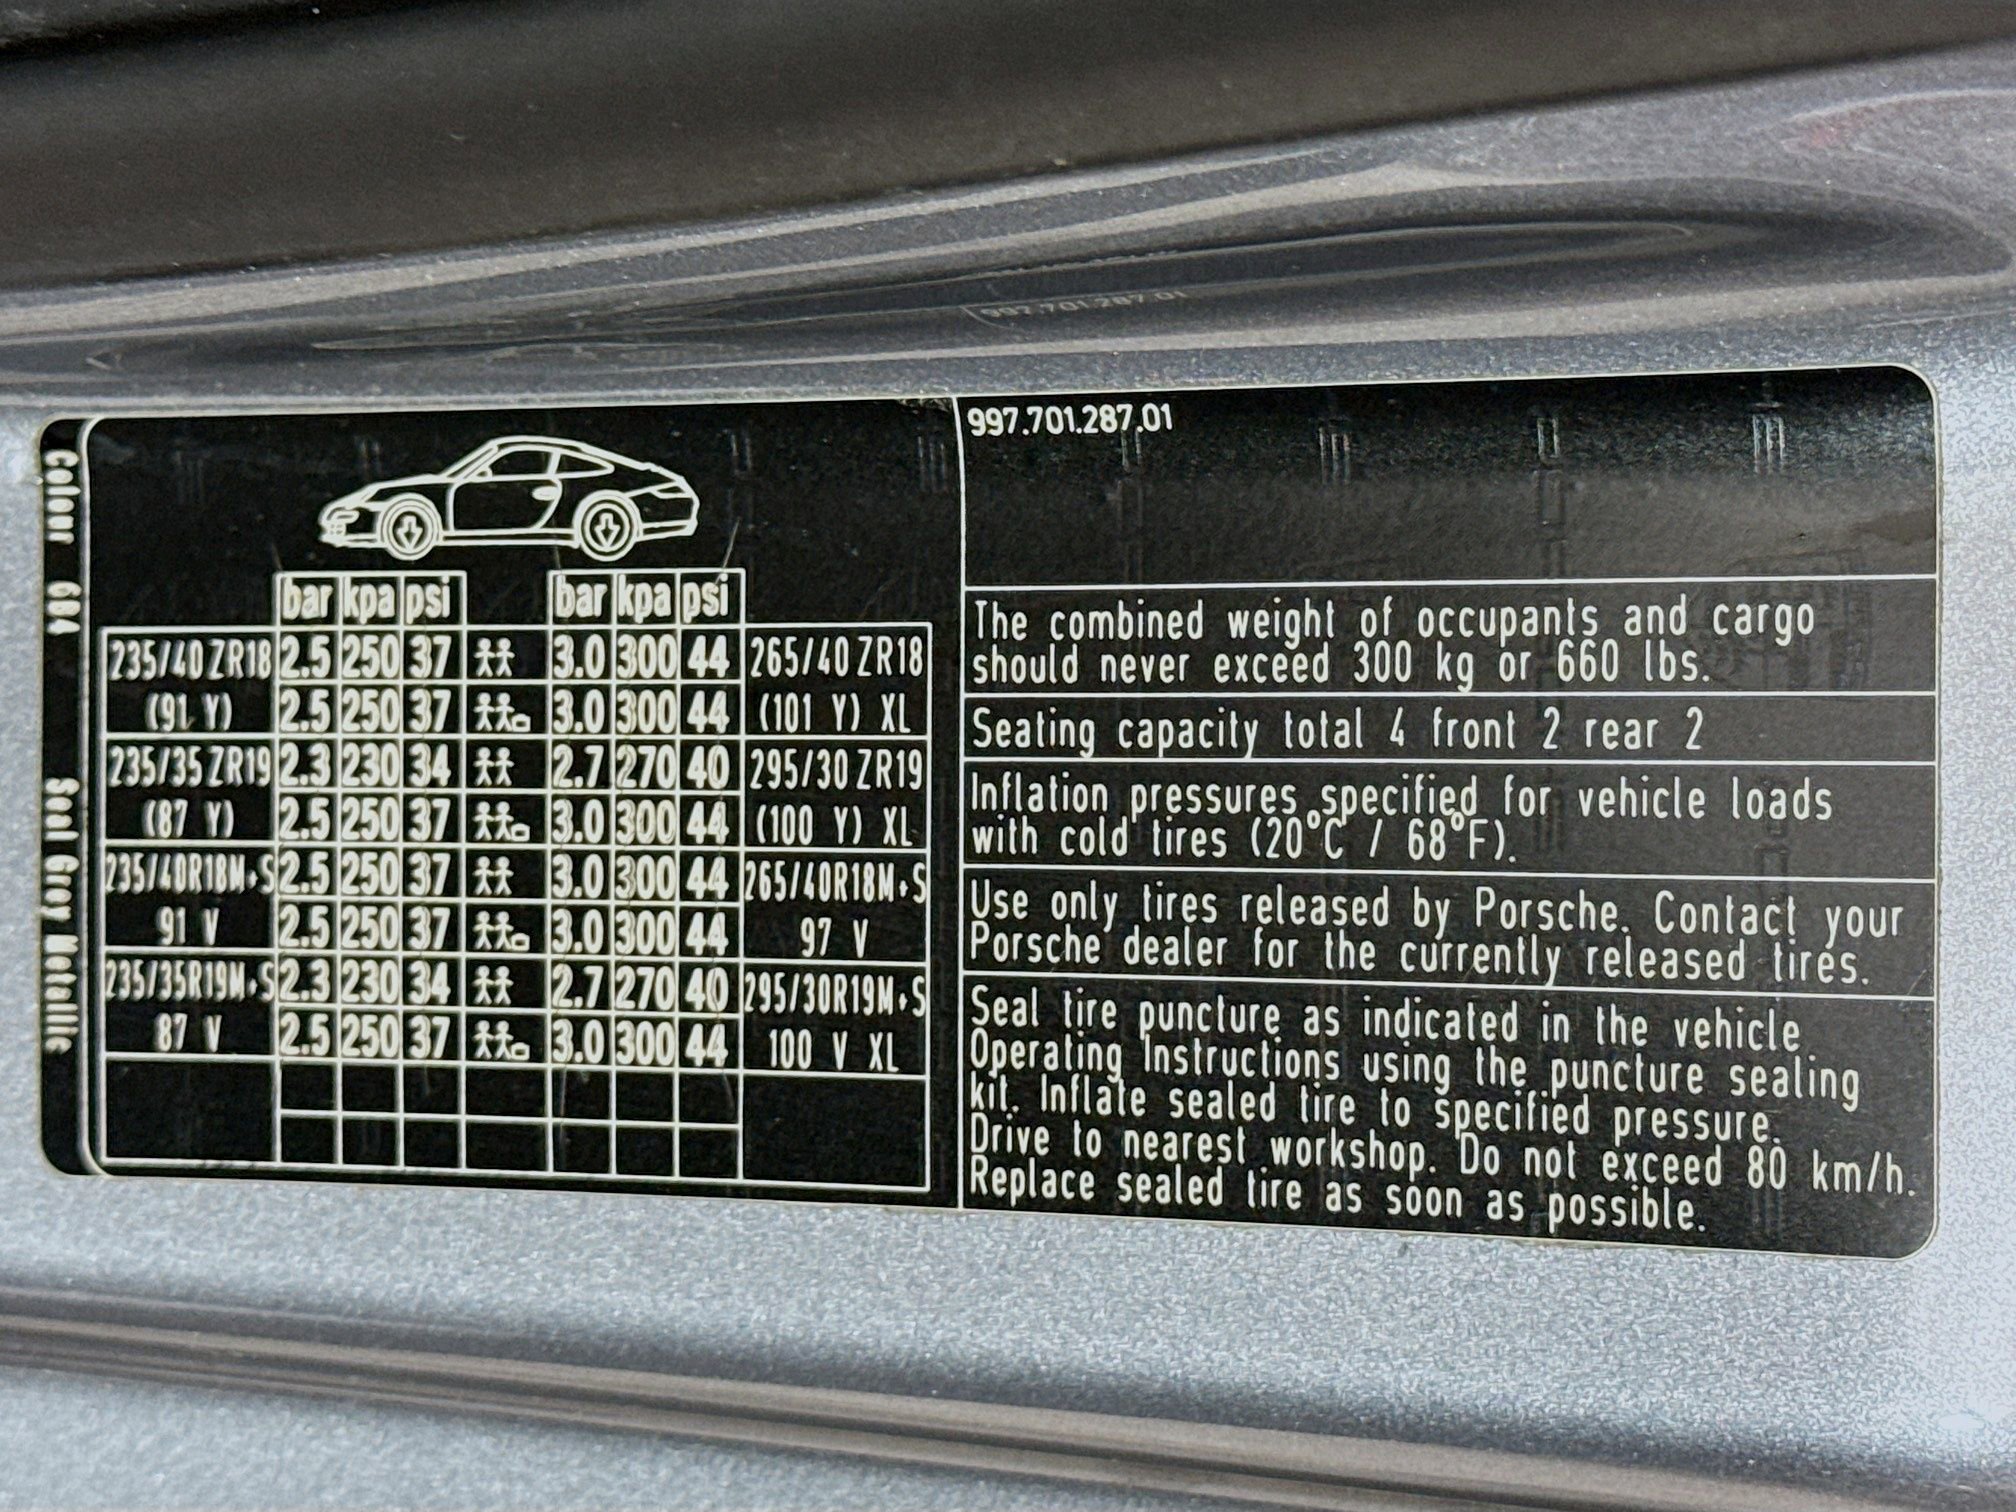 997.701.287.01
Colour 6B4 Seal Grey Metallic
997.701.287.01
bar kpa psi bar kpa psi
235/40 ZR18 2.5 250 37 3.0 300 44 265/40 ZR18
(91 Y) 2.5 250 37 3.0 300 44 (101 Y) XL
235/35 ZR19 2.3 230 34 2.7 270 40 295/30 ZR19
(87 Y) 2.5 250 37 3.0 300 44 (100 Y) XL
235/40R18M+S 2.5 250 37 3.0 300 44 265/40R18M+S
91 V 2.5 250 37 3.0 300 44 97 V
235/35R19M+S 2.3 230 34 2.7 270 40 295/30R19M+S
87 V 2.5 250 37 3.0 300 44 100 V XL
The combined weight of occupants and cargo
should never exceed 300 kg or 660 lbs.
Seating capacity total 4 front 2 rear 2
Inflation pressures specified for vehicle loads
with cold tires (20°C / 68°F).
Use only tires released by Porsche. Contact your
Porsche dealer for the currently released tires.
Seal tire puncture as indicated in the vehicle
Operating Instructions using the puncture sealing
kit. Inflate sealed tire to specified pressure.
Drive to nearest workshop. Do not exceed 80 km/h.
Replace sealed tire as soon as possible.